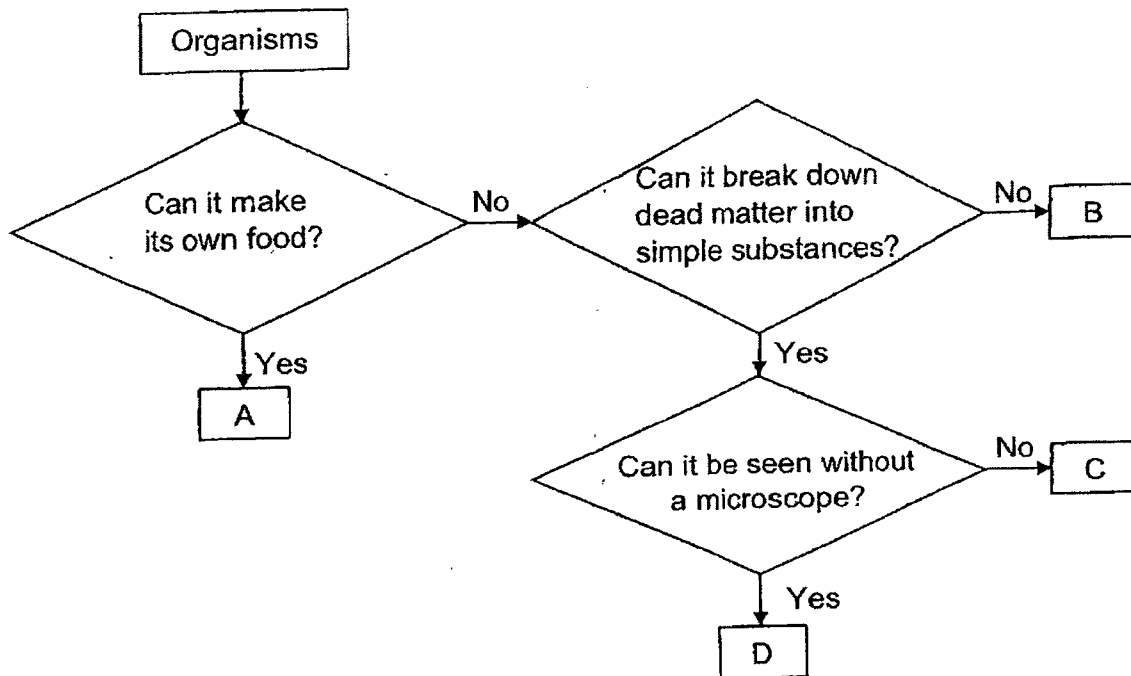 Organisms
Can it make
its own food?
No
Yes
A
Can it break down
dead matter into
simple substances?
No
B
Yes
Can it be seen without
a microscope?
No
C
Yes
D